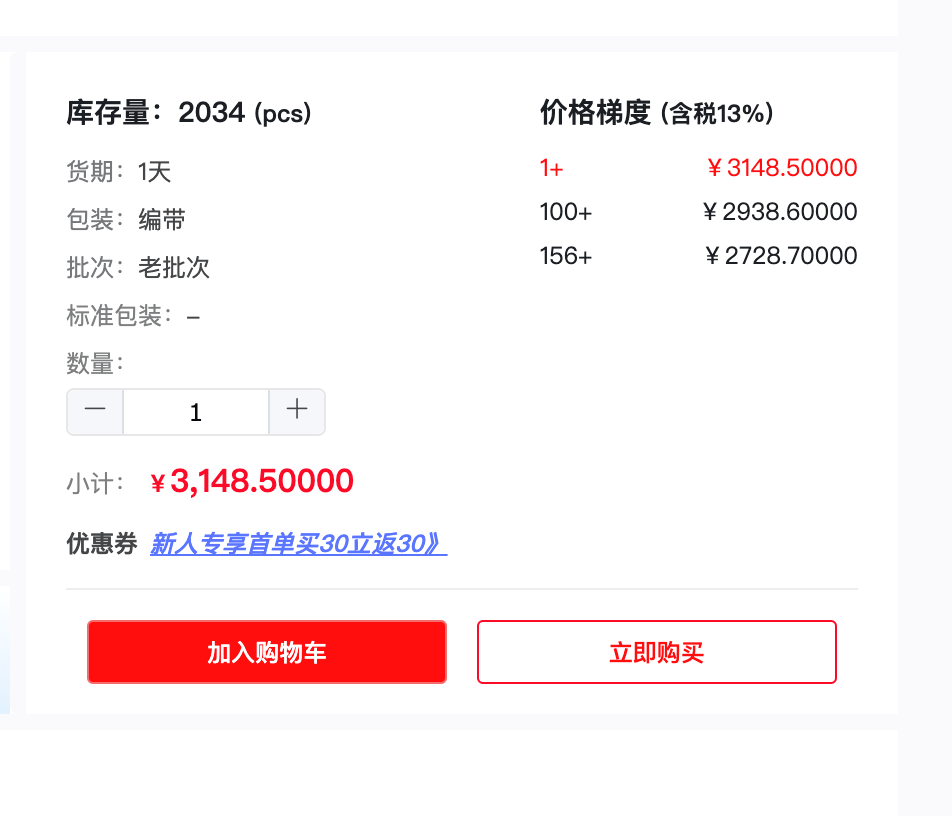 库存量：2034 (pcs)
货期：1天
包装：编带
批次：老批次
标准包装：–
数量：
— 1 +
小计：￥3,148.50000
优惠券 新人专享首单买30立返30》
价格梯度 (含税13%)
1+ ￥3148.50000
100+ ￥2938.60000
156+ ￥2728.70000
加入购物车
立即购买